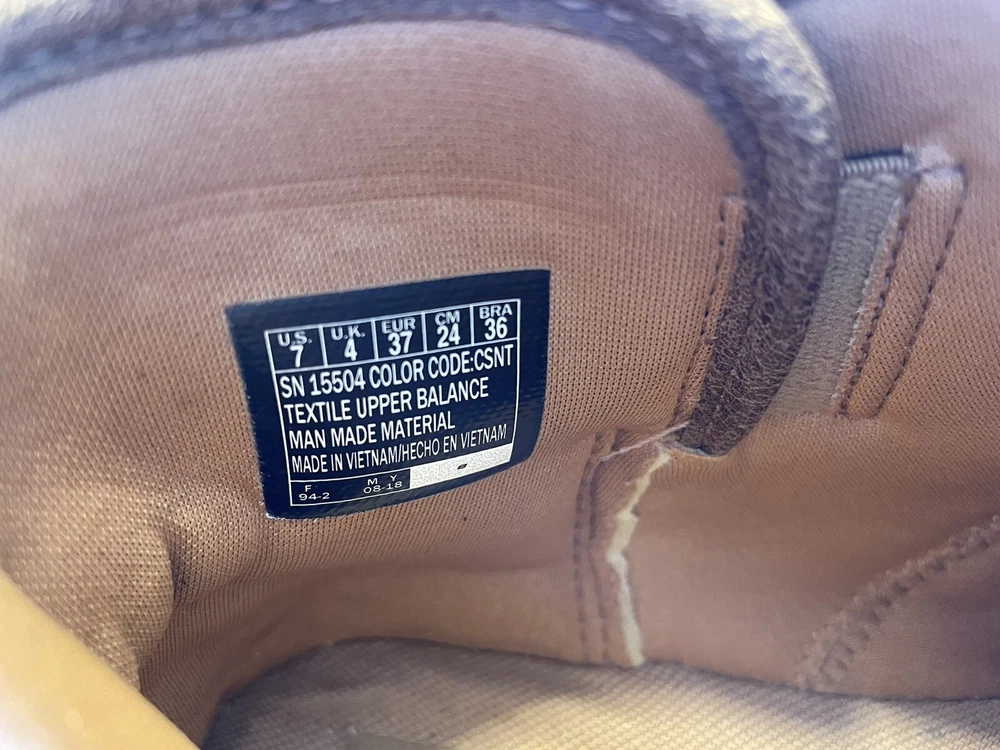 U.S. U.K. EUR CM BRA
7 4 37 24 36
SN 15504 COLOR CODE:CSNT
TEXTILE UPPER BALANCE
MAN MADE MATERIAL
MADE IN VIETNAM/HECHO EN VIETNAM
F M Y
94-2 08-18